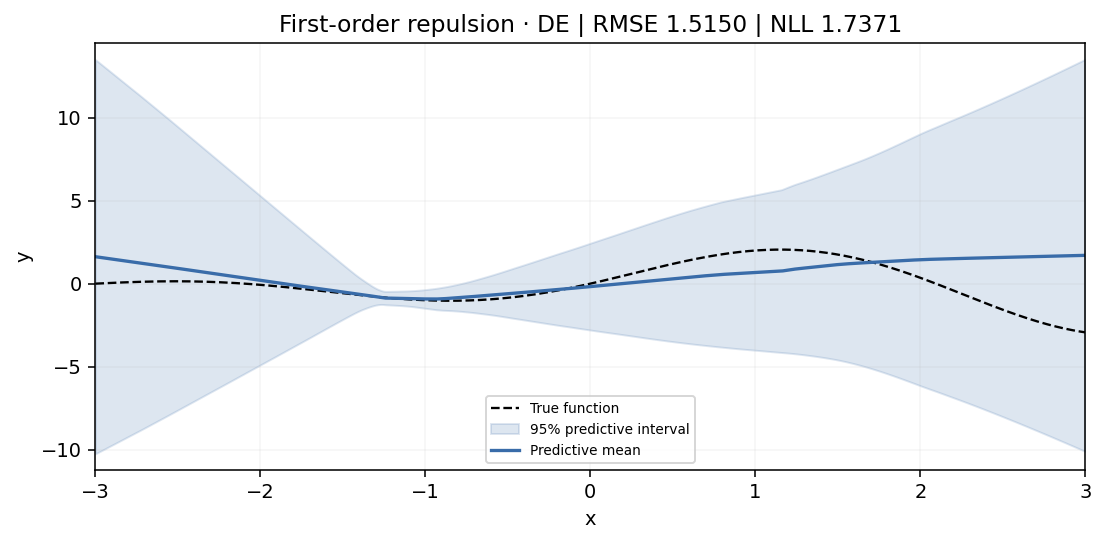 First-order repulsion · DE | RMSE 1.5150 | NLL 1.7371
y
10
5
0
−5
−10
True function
95% predictive interval
Predictive mean
−3 −2 −1 0 1 2 3
x